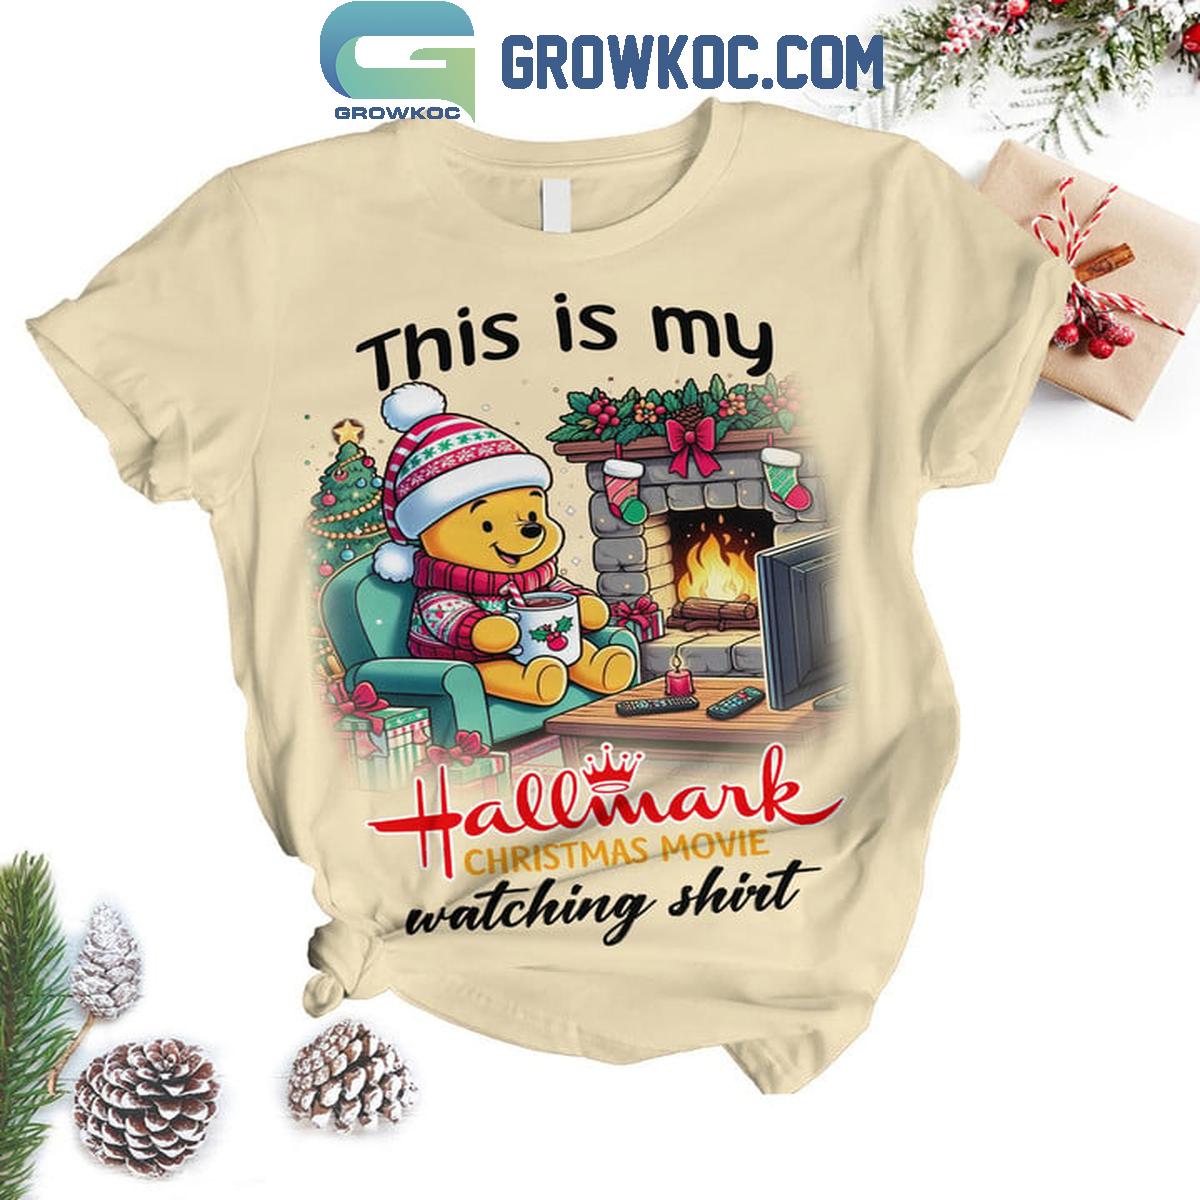 GROWKOC
GROWKOC.COM
This is my
Hallmark
CHRISTMAS MOVIE
watching shirt